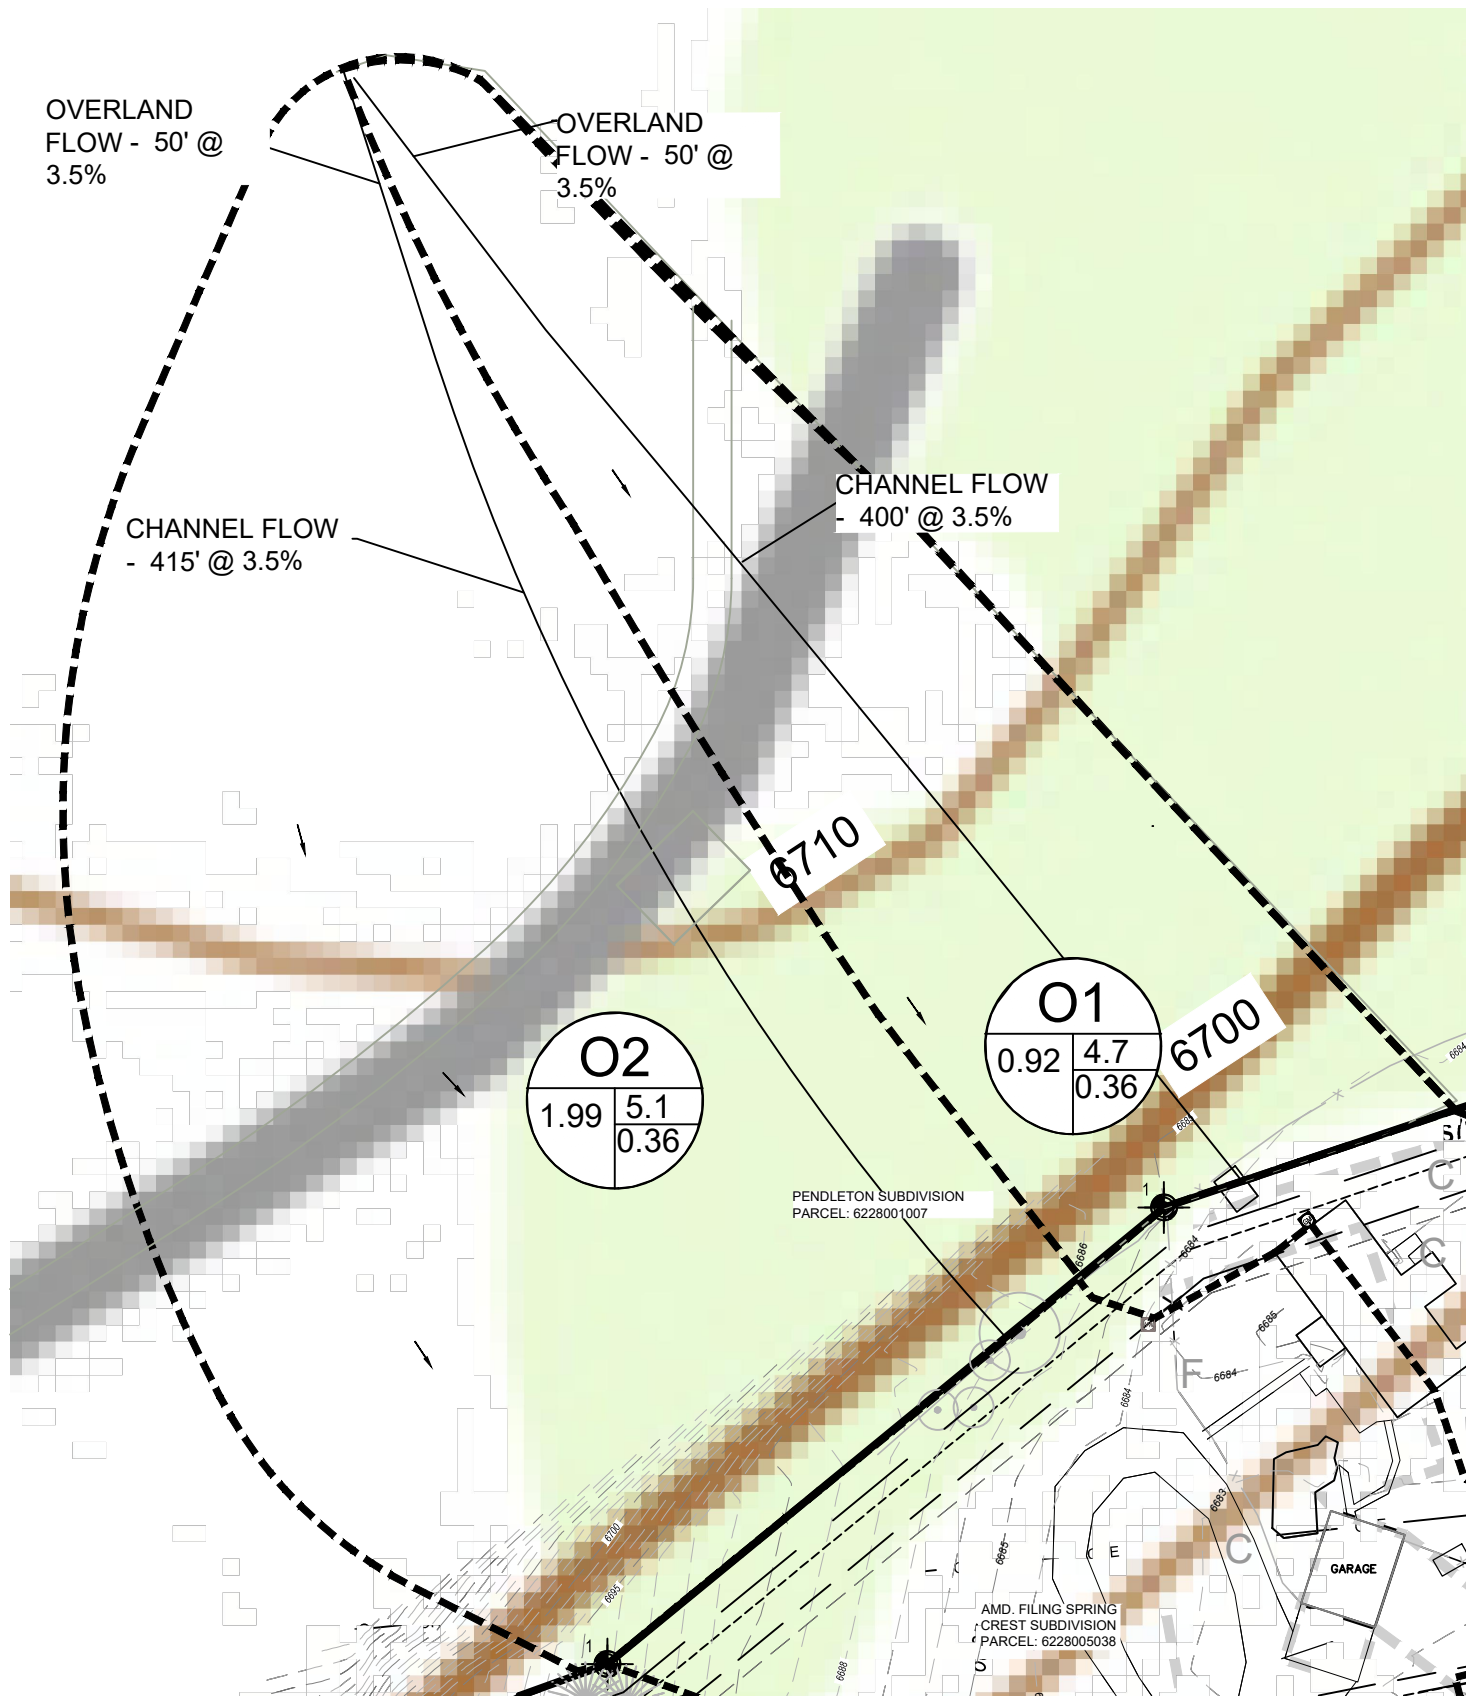 OVERLAND
FLOW - 50' @
3.5%
OVERLAND
FLOW - 50' @
3.5%
CHANNEL FLOW
- 400' @ 3.5%
CHANNEL FLOW
- 415' @ 3.5%
6710
O1
0.92
4.7
0.36
6700
6684
O2
1.99
5.1
0.36
6685
C
PENDLETON SUBDIVISION
PARCEL: 6228001007
1
6686
6684
C
6685
F
6684
6684
6683
C
6700
6685
E
GARAGE
6695
AMD. FILING SPRING
CREST SUBDIVISION
PARCEL: 6228005038
1
6688